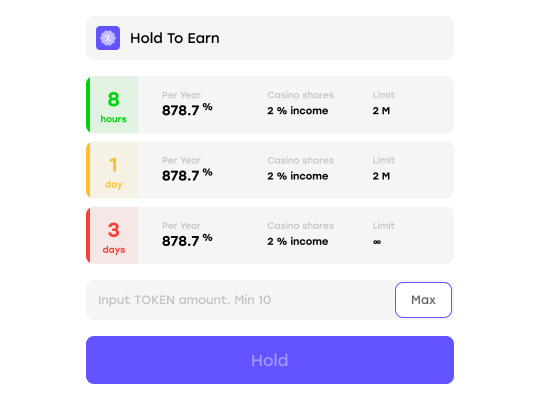 Hold To Earn
8
hours
Per Year
878.7 %
Casino shares
2 % income
Limit
2 M
1
day
Per Year
878.7 %
Casino shares
2 % income
Limit
2 M
3
days
Per Year
878.7 %
Casino shares
2 % income
Limit
∞
Input TOKEN amount. Min 10
Max
Hold